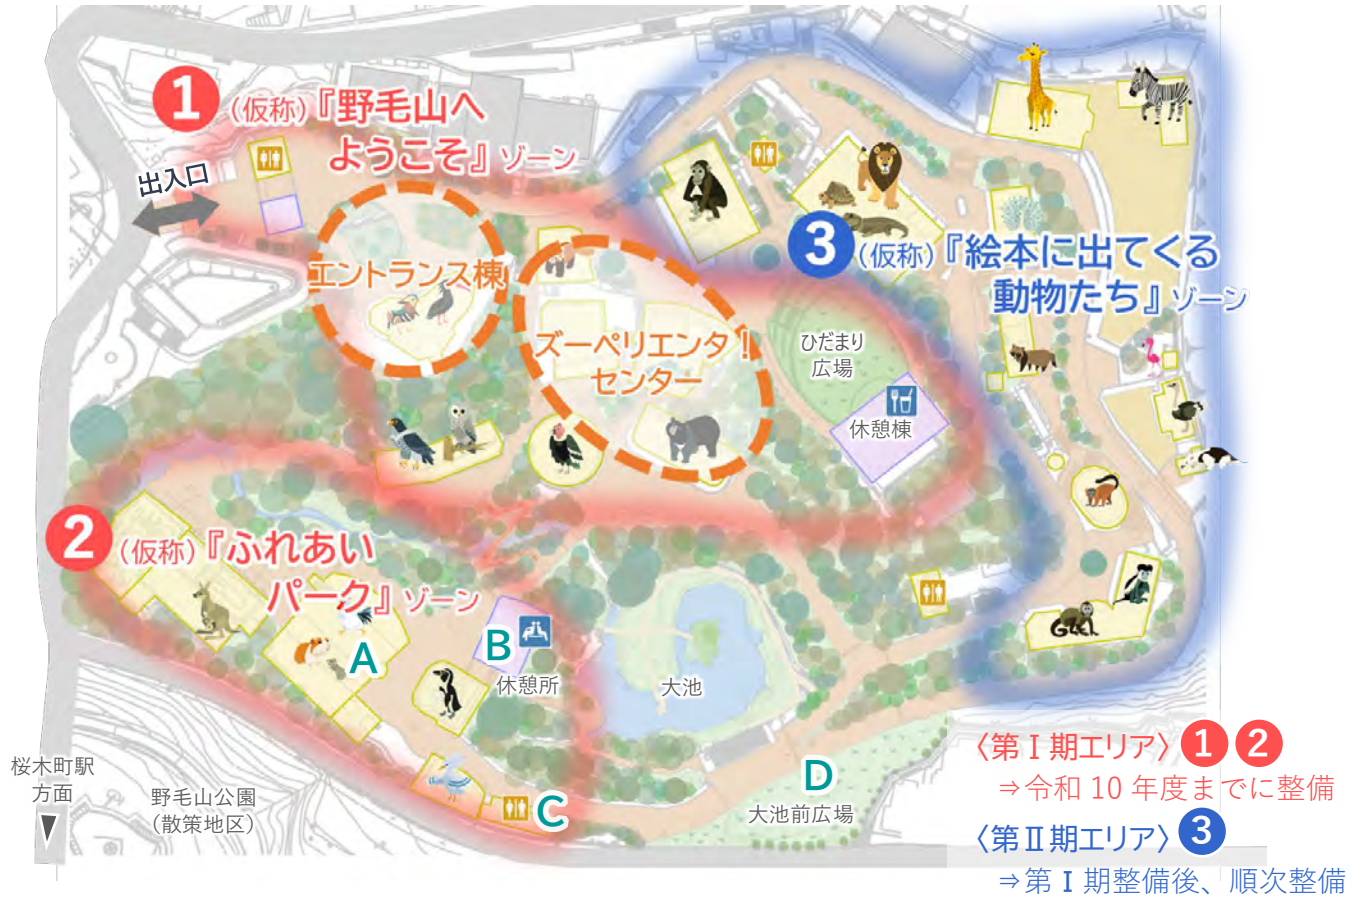 1 (仮称)『野毛山へ
ようこそ』ゾーン
出入口
エントランス棟
ズーペリエンタ!
センター
3 (仮称)『絵本に出てくる
動物たち』ゾーン
ひだまり
広場
休憩棟
2 (仮称)『ふれあい
パーク』ゾーン
A
B
休憩所
C
大池
D
大池前広場
桜木町駅
方面
野毛山公園
(散策地区)
〈第Ⅰ期エリア〉1 2
⇒令和 10 年度までに整備
〈第Ⅱ期エリア〉3
⇒第Ⅰ期整備後、順次整備